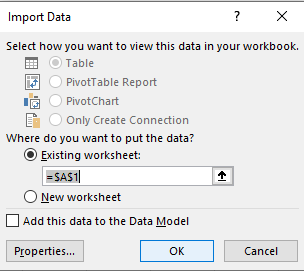 Import Data
Select how you want to view this data in your workbook.
Table
PivotTable Report
PivotChart
Only Create Connection
Where do you want to put the data?
Existing worksheet:
=$A$1
New worksheet
Add this data to the Data Model
Properties...
OK
Cancel